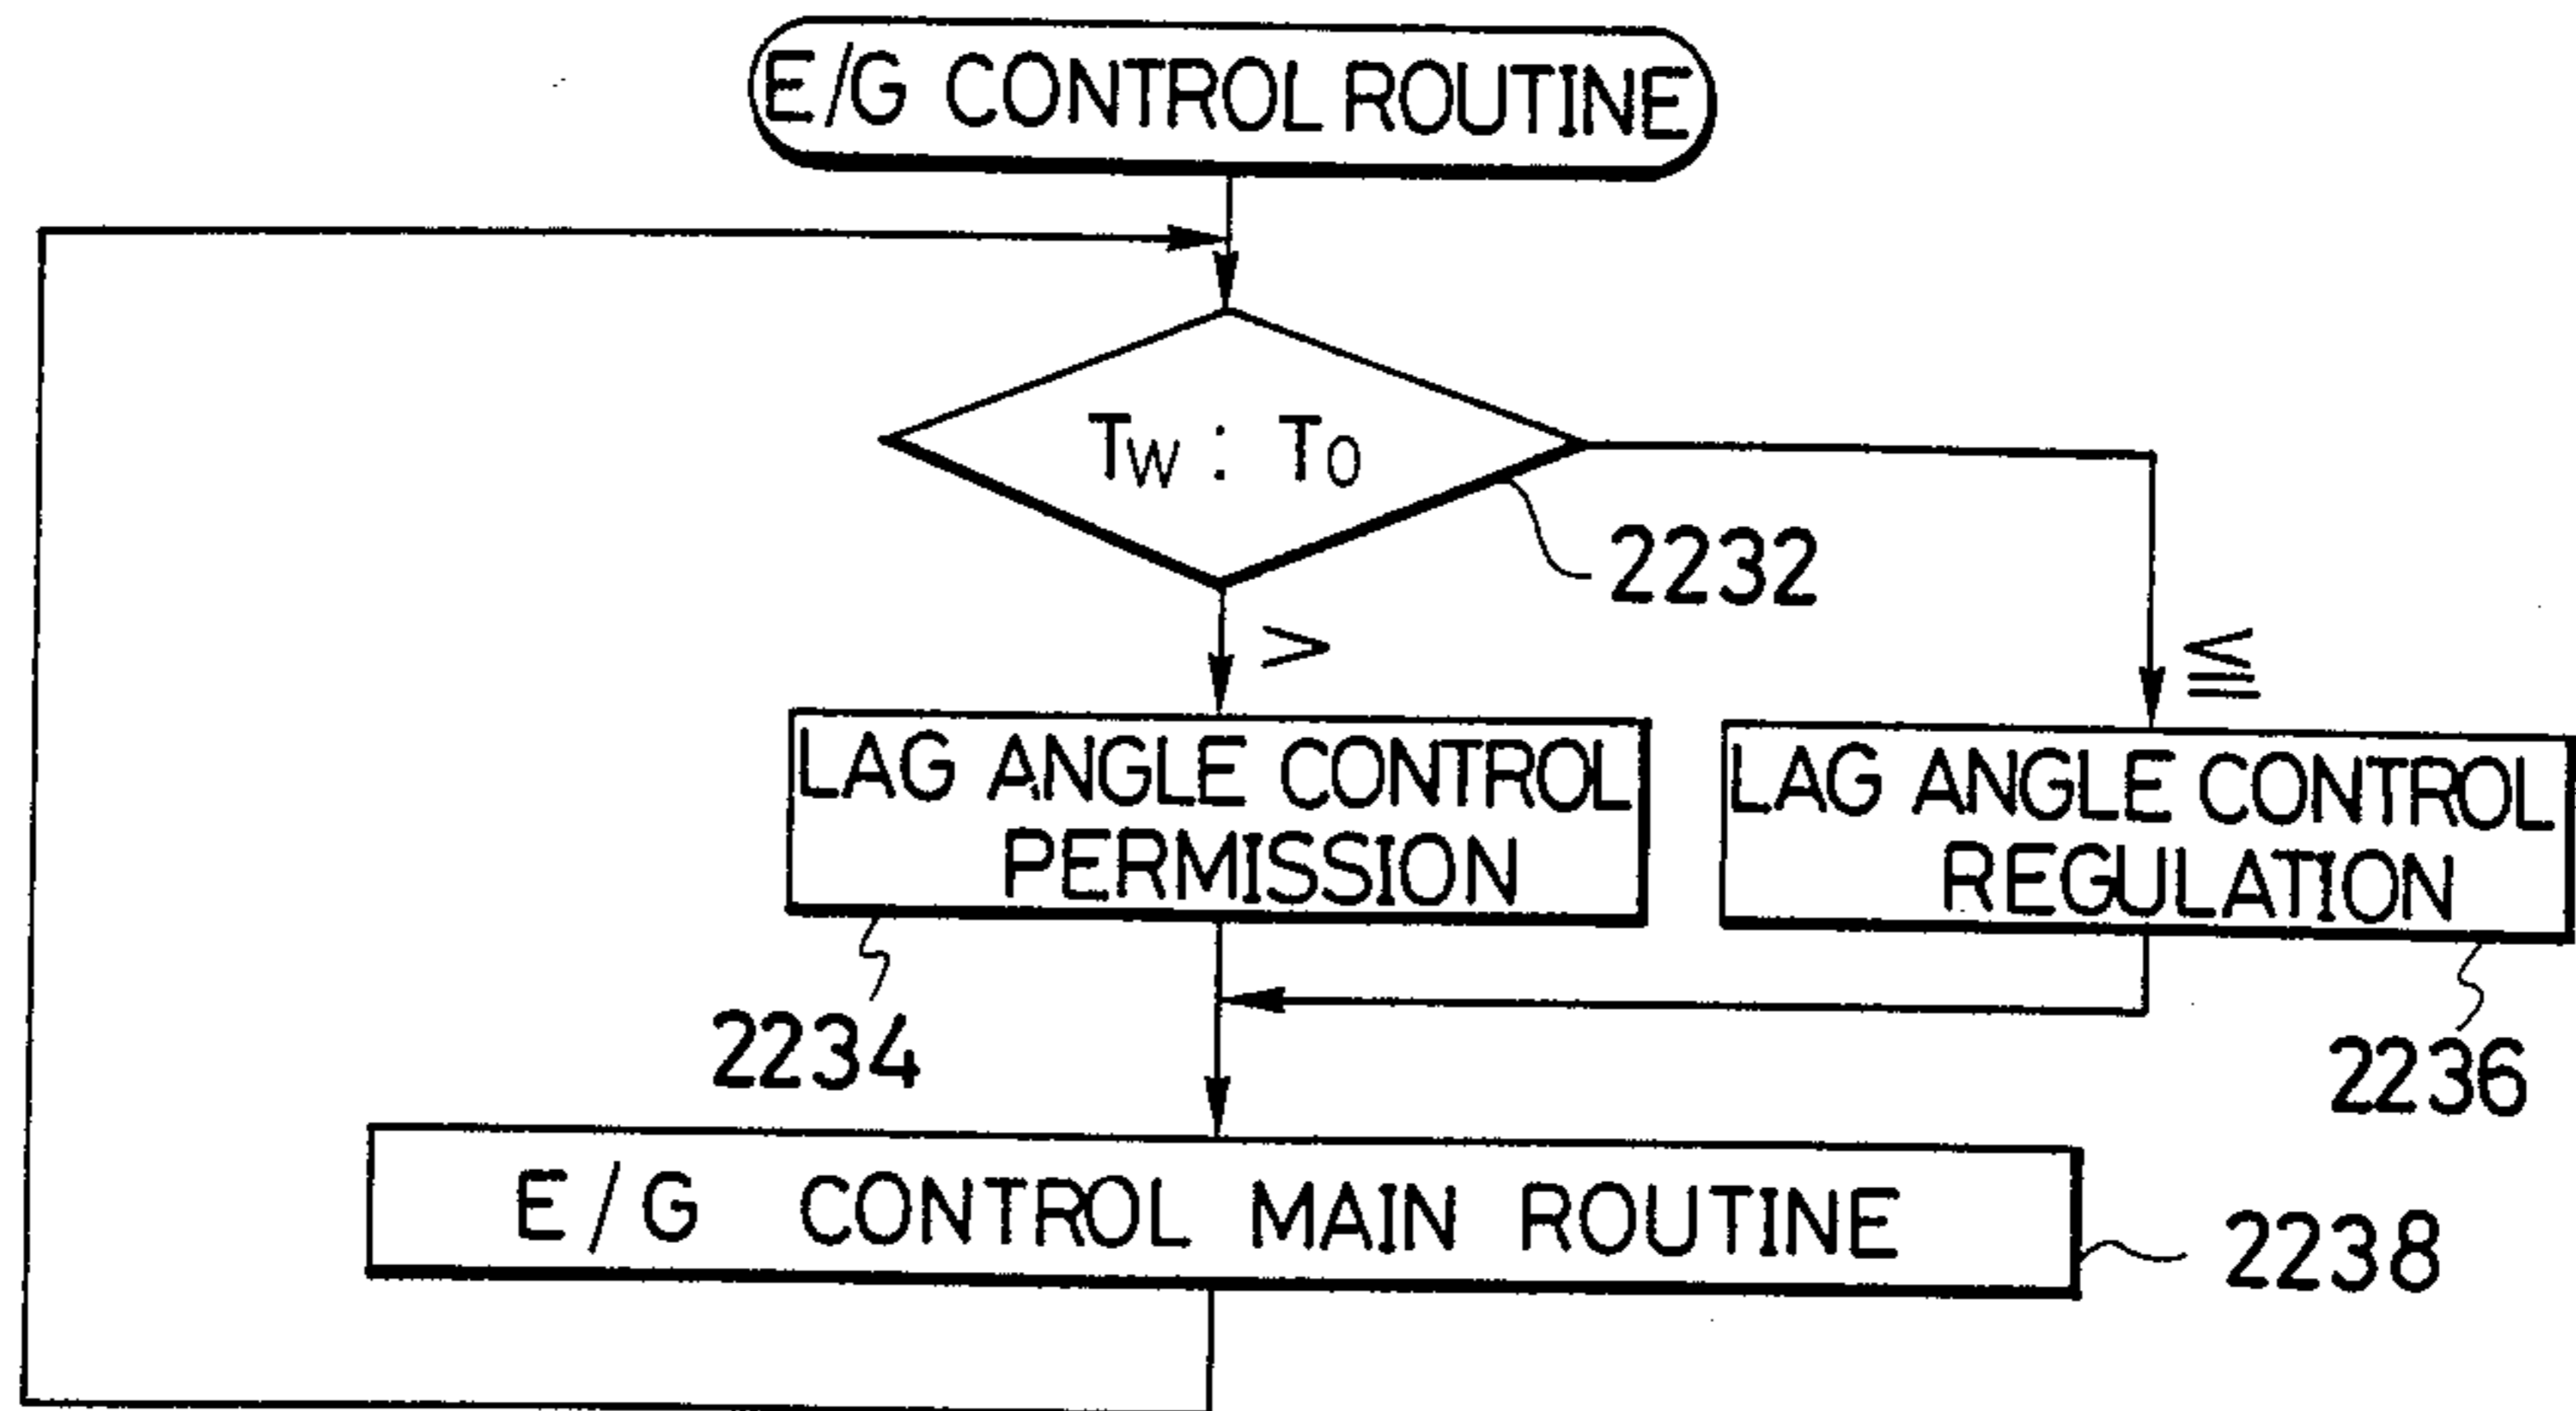 E/G CONTROL ROUTINE
Tw : To
2232
>
≦
LAG ANGLE CONTROL
PERMISSION
LAG ANGLE CONTROL
REGULATION
2234
2236
E/G CONTROL MAIN ROUTINE
2238